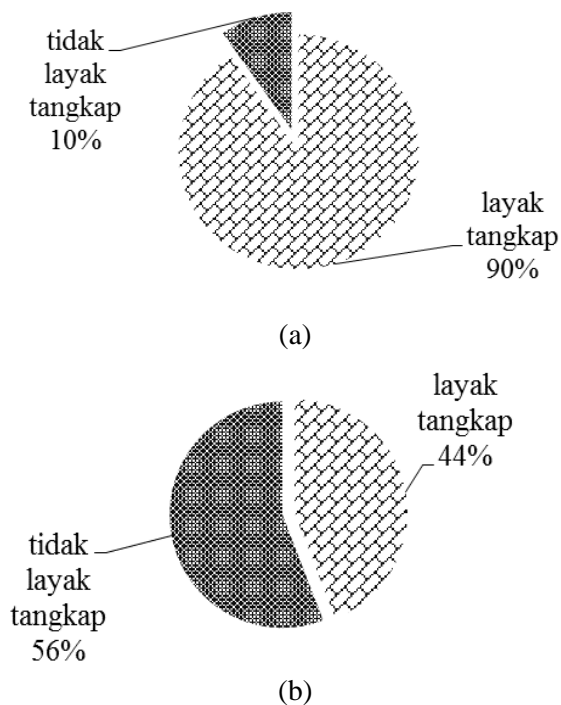 tidak
layak
tangkap
10%
layak
tangkap
90%
(a)
layak
tangkap
44%
tidak
layak
tangkap
56%
(b)